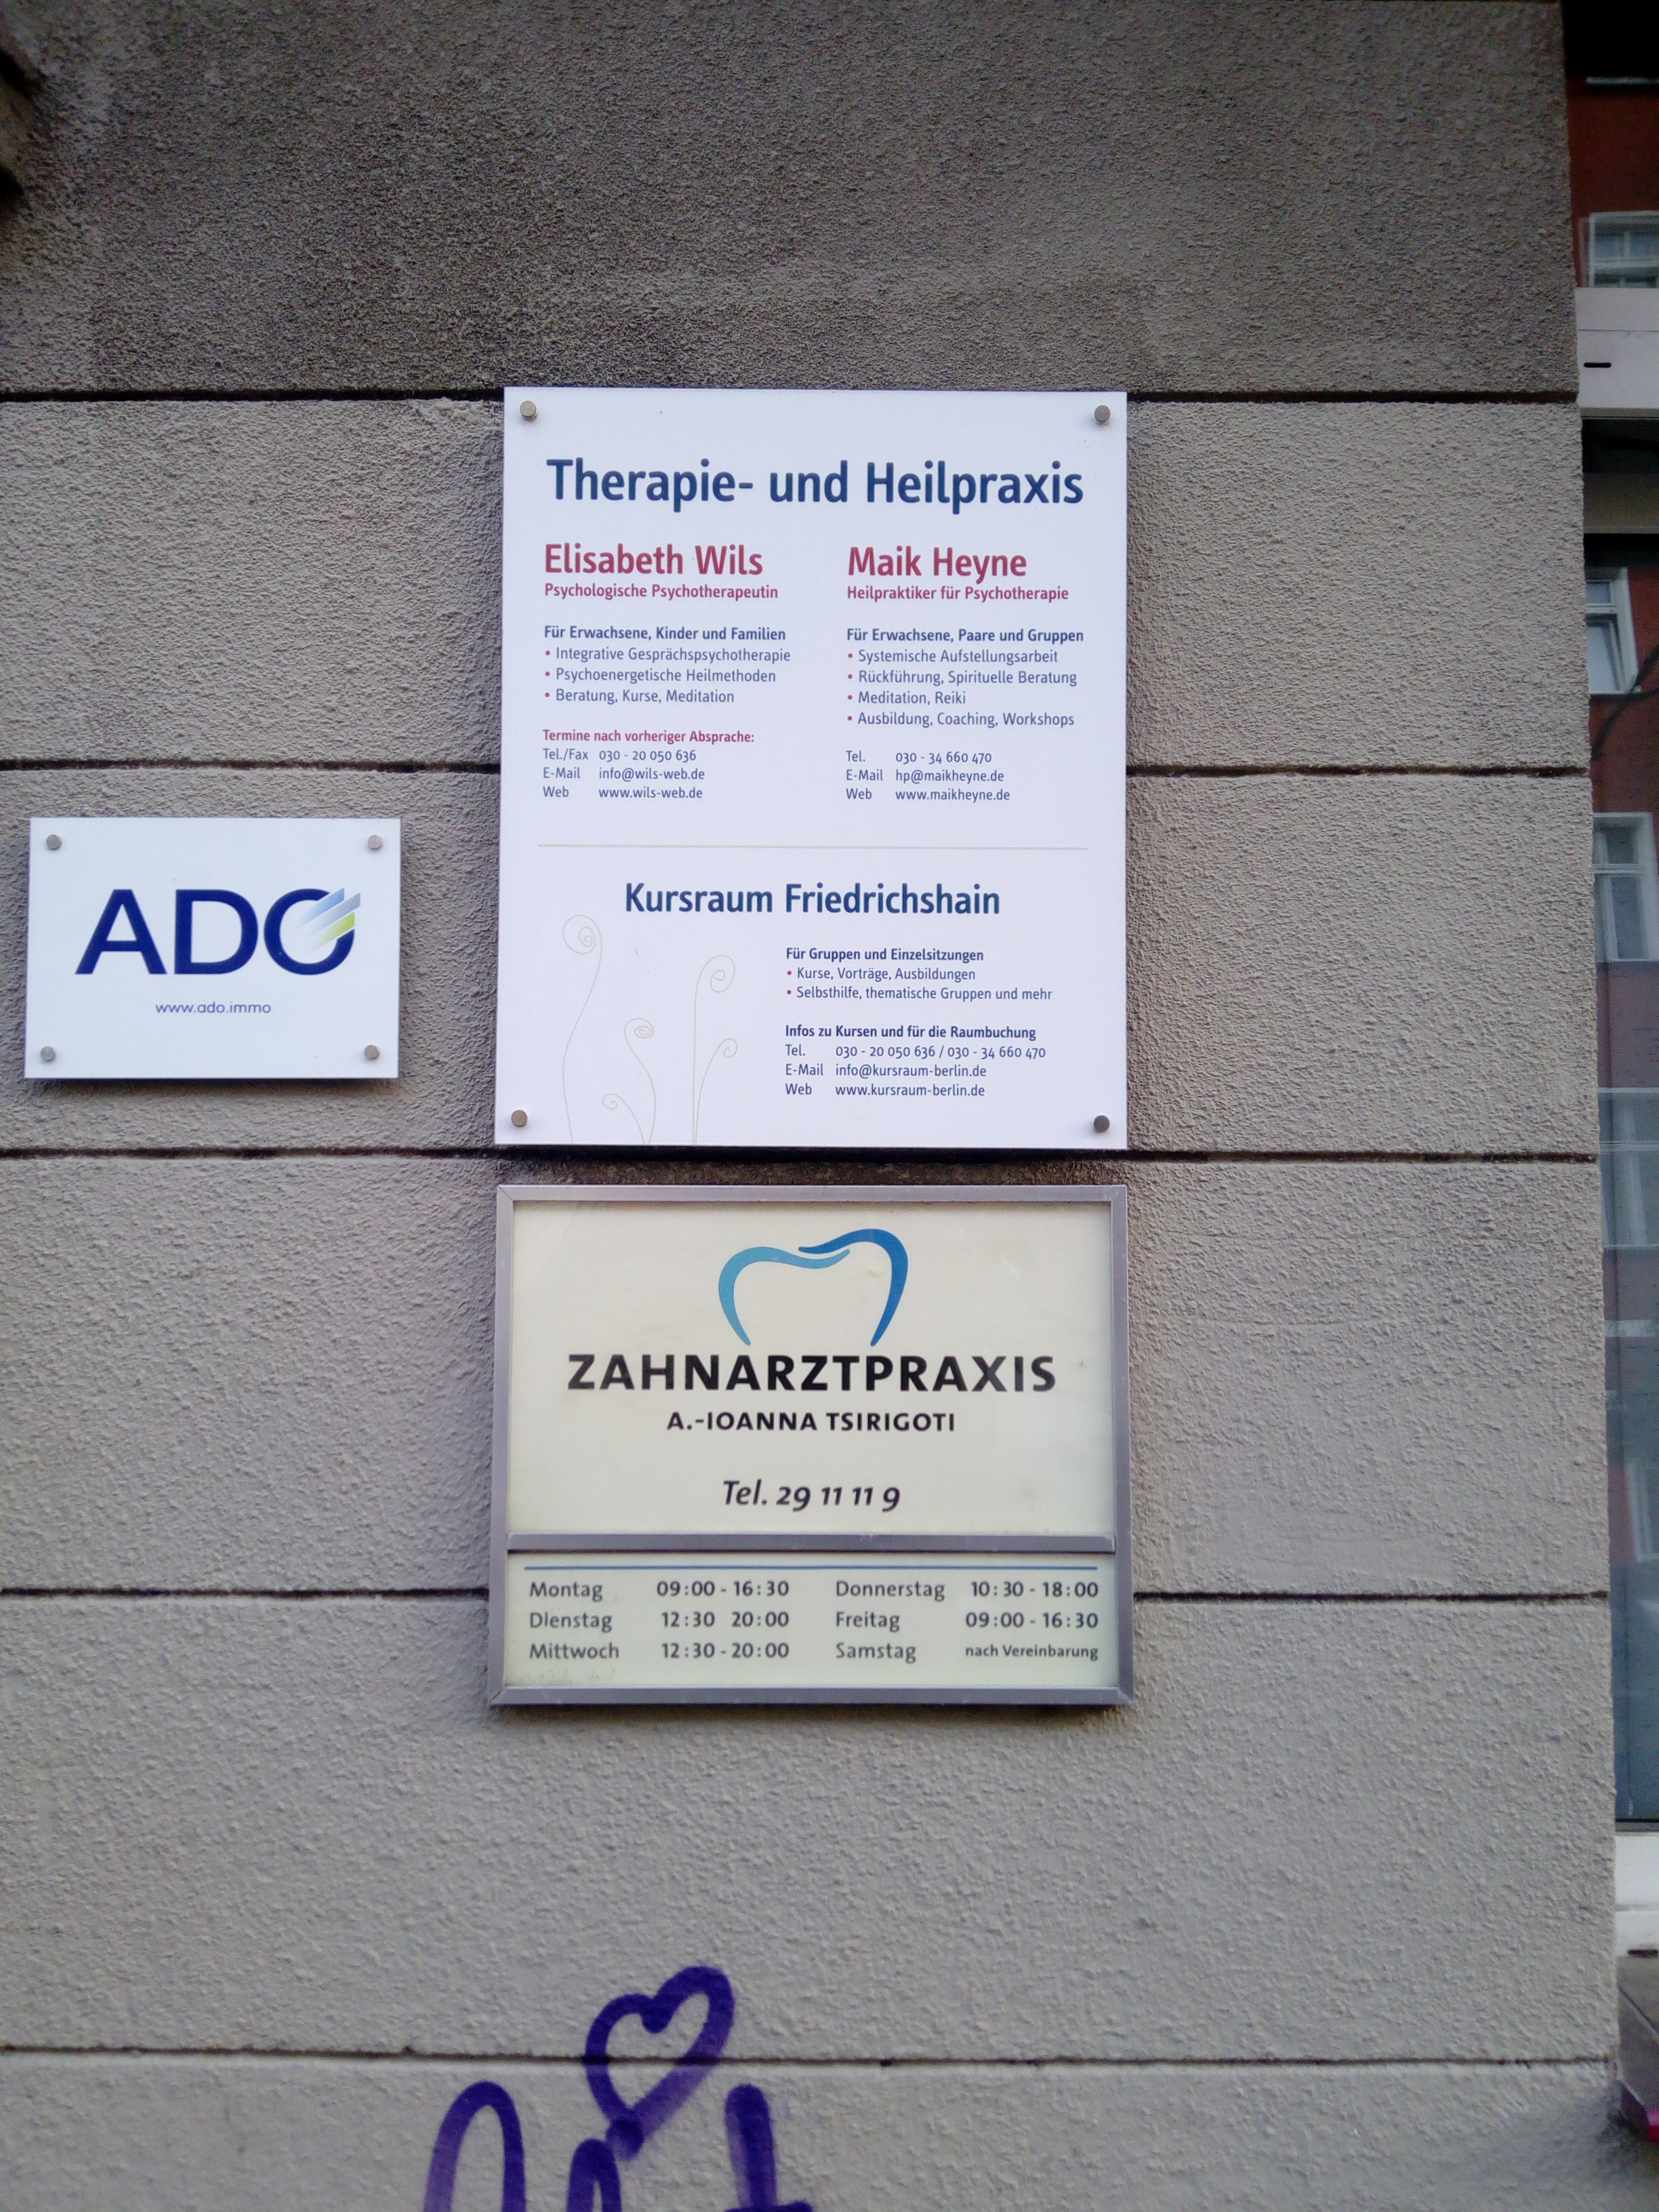 Therapie- und Heilpraxis
Elisabeth Wils
Psychologische Psychotherapeutin
Für Erwachsene, Kinder und Familien
• Integrative Gesprächspsychotherapie
• Psychoenergetische Heilmethoden
• Beratung, Kurse, Meditation
Termine nach vorheriger Absprache:
Tel./Fax 030 - 20 050 636
E-Mail info@wils-web.de
Web www.wils-web.de
Maik Heyne
Heilpraktiker für Psychotherapie
Für Erwachsene, Paare und Gruppen
• Systemische Aufstellungsarbeit
• Rückführung, Spirituelle Beratung
• Meditation, Reiki
• Ausbildung, Coaching, Workshops
Tel. 030 - 34 660 470
E-Mail hp@maikheyne.de
Web www.maikheyne.de
Kursraum Friedrichshain
Für Gruppen und Einzelsitzungen
• Kurse, Vorträge, Ausbildungen
• Selbsthilfe, thematische Gruppen und mehr
Infos zu Kursen und für die Raumbuchung
Tel. 030 - 20 050 636 / 030 - 34 660 470
E-Mail info@kursraum-berlin.de
Web www.kursraum-berlin.de
ADO
www.ado.immo
ZAHNARZTPRAXIS
A.-IOANNA TSIRIGOTI
Tel. 29 11 11 9
Montag 09:00 - 16:30 Donnerstag 10:30 - 18:00
DIenstag 12:30 20:00 Freitag 09:00 - 16:30
Mittwoch 12:30 - 20:00 Samstag nach Vereinbarung